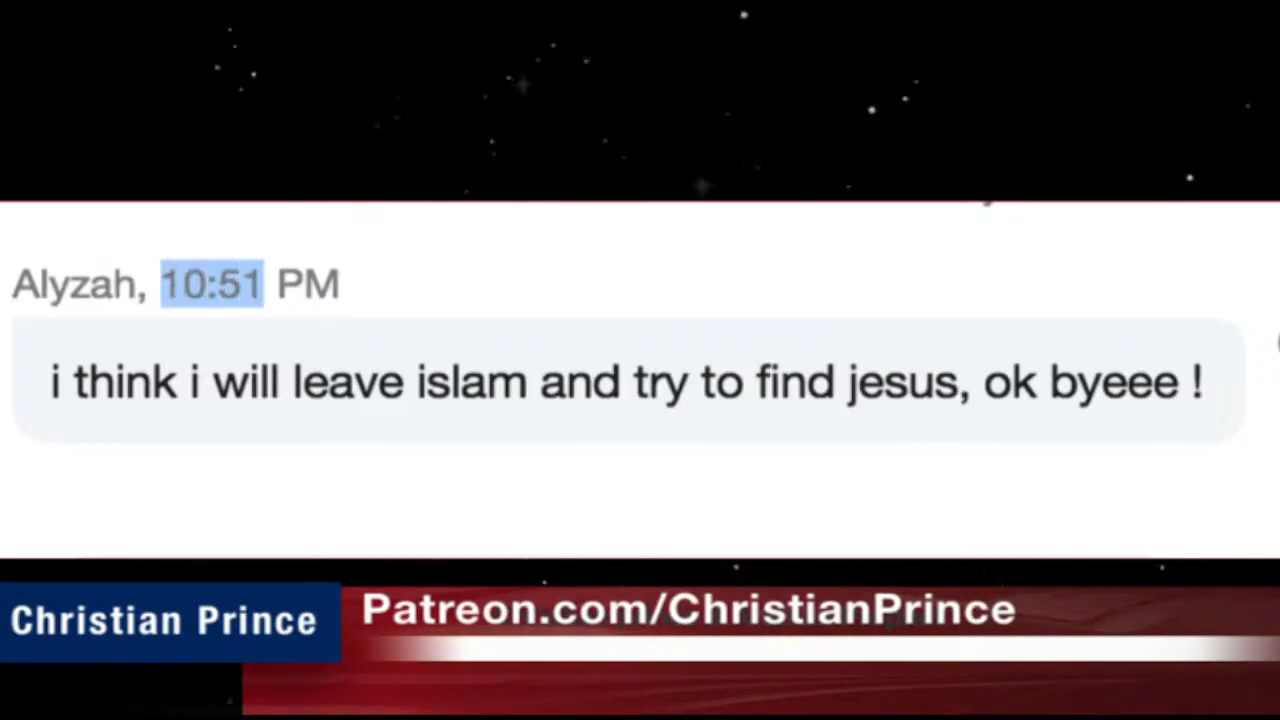 Alyzah, 10:51 PM
i think i will leave islam and try to find jesus, ok byeee !
Christian Prince
Patreon.com/ChristianPrince